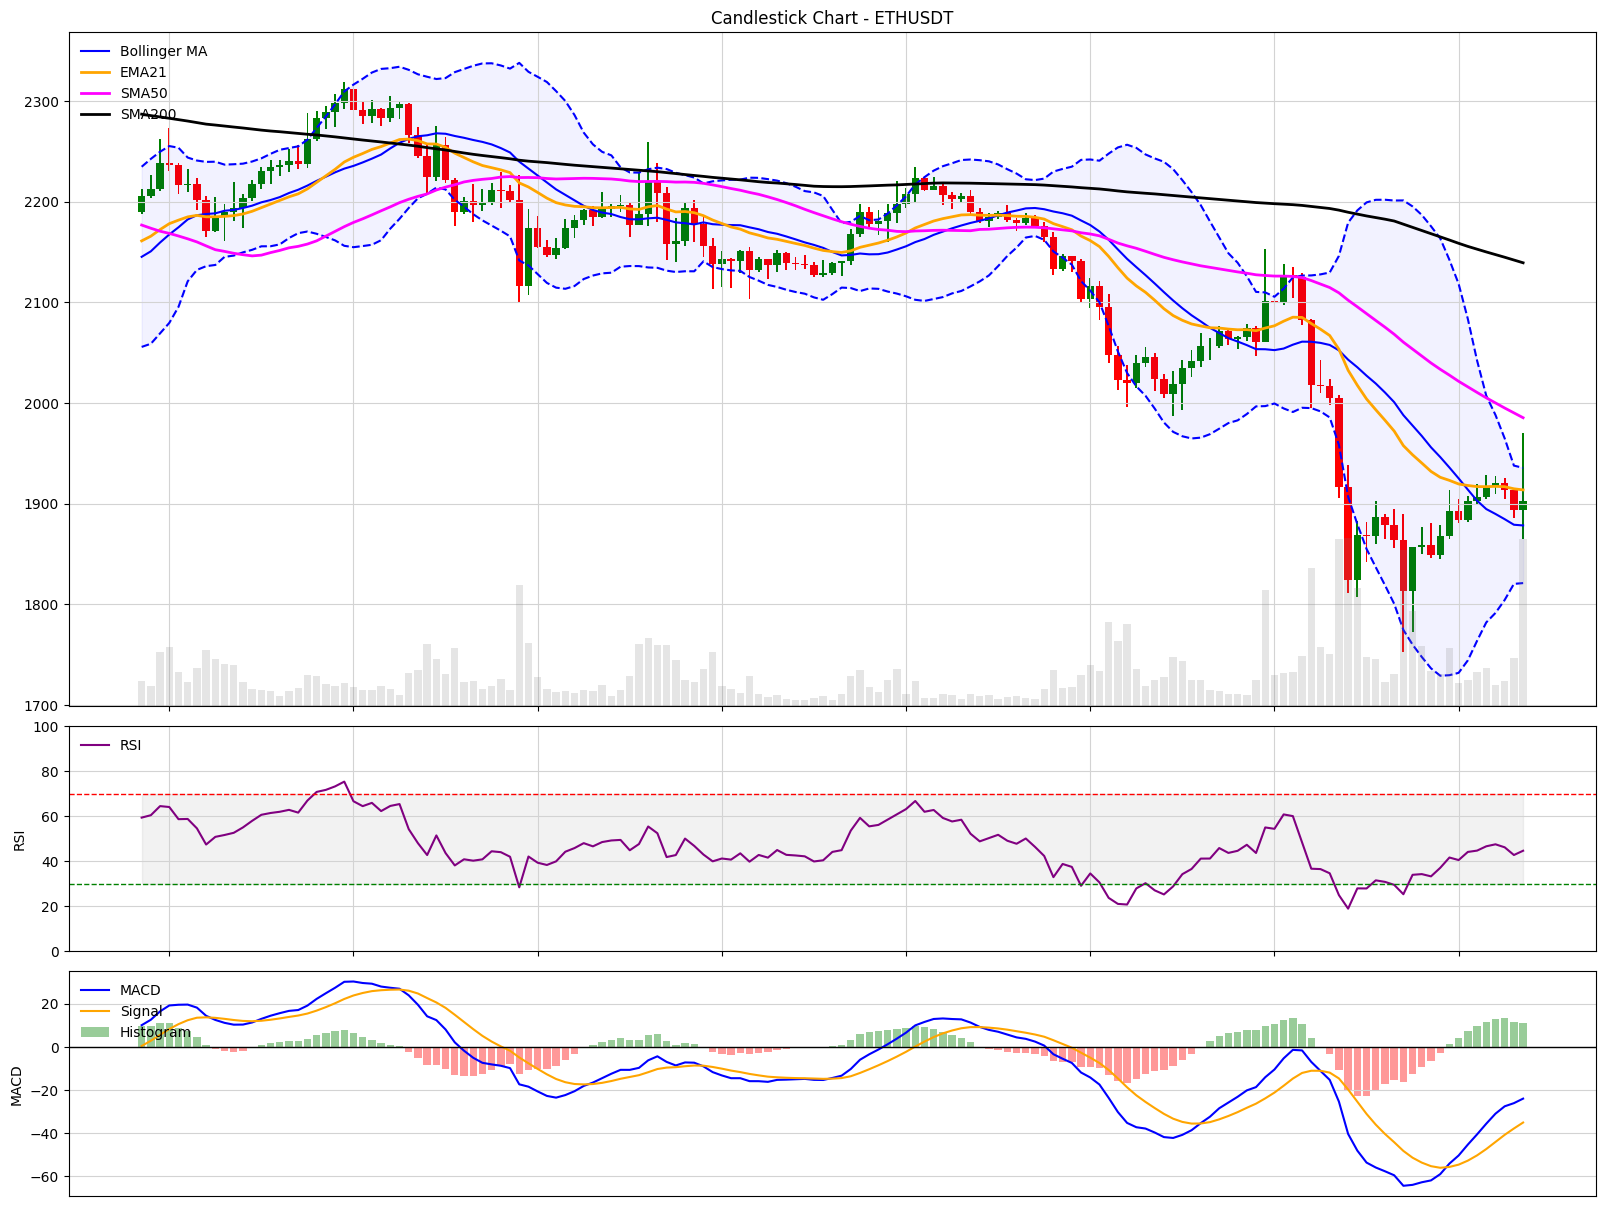 Candlestick Chart - ETHUSDT
Bollinger MA
EMA21
SMA50
SMA200
2300
2200
2100
2000
1900
1800
1700
RSI
100
80
60
40
20
0
RSI
MACD
Signal
Histogram
20
0
−20
−40
−60
MACD